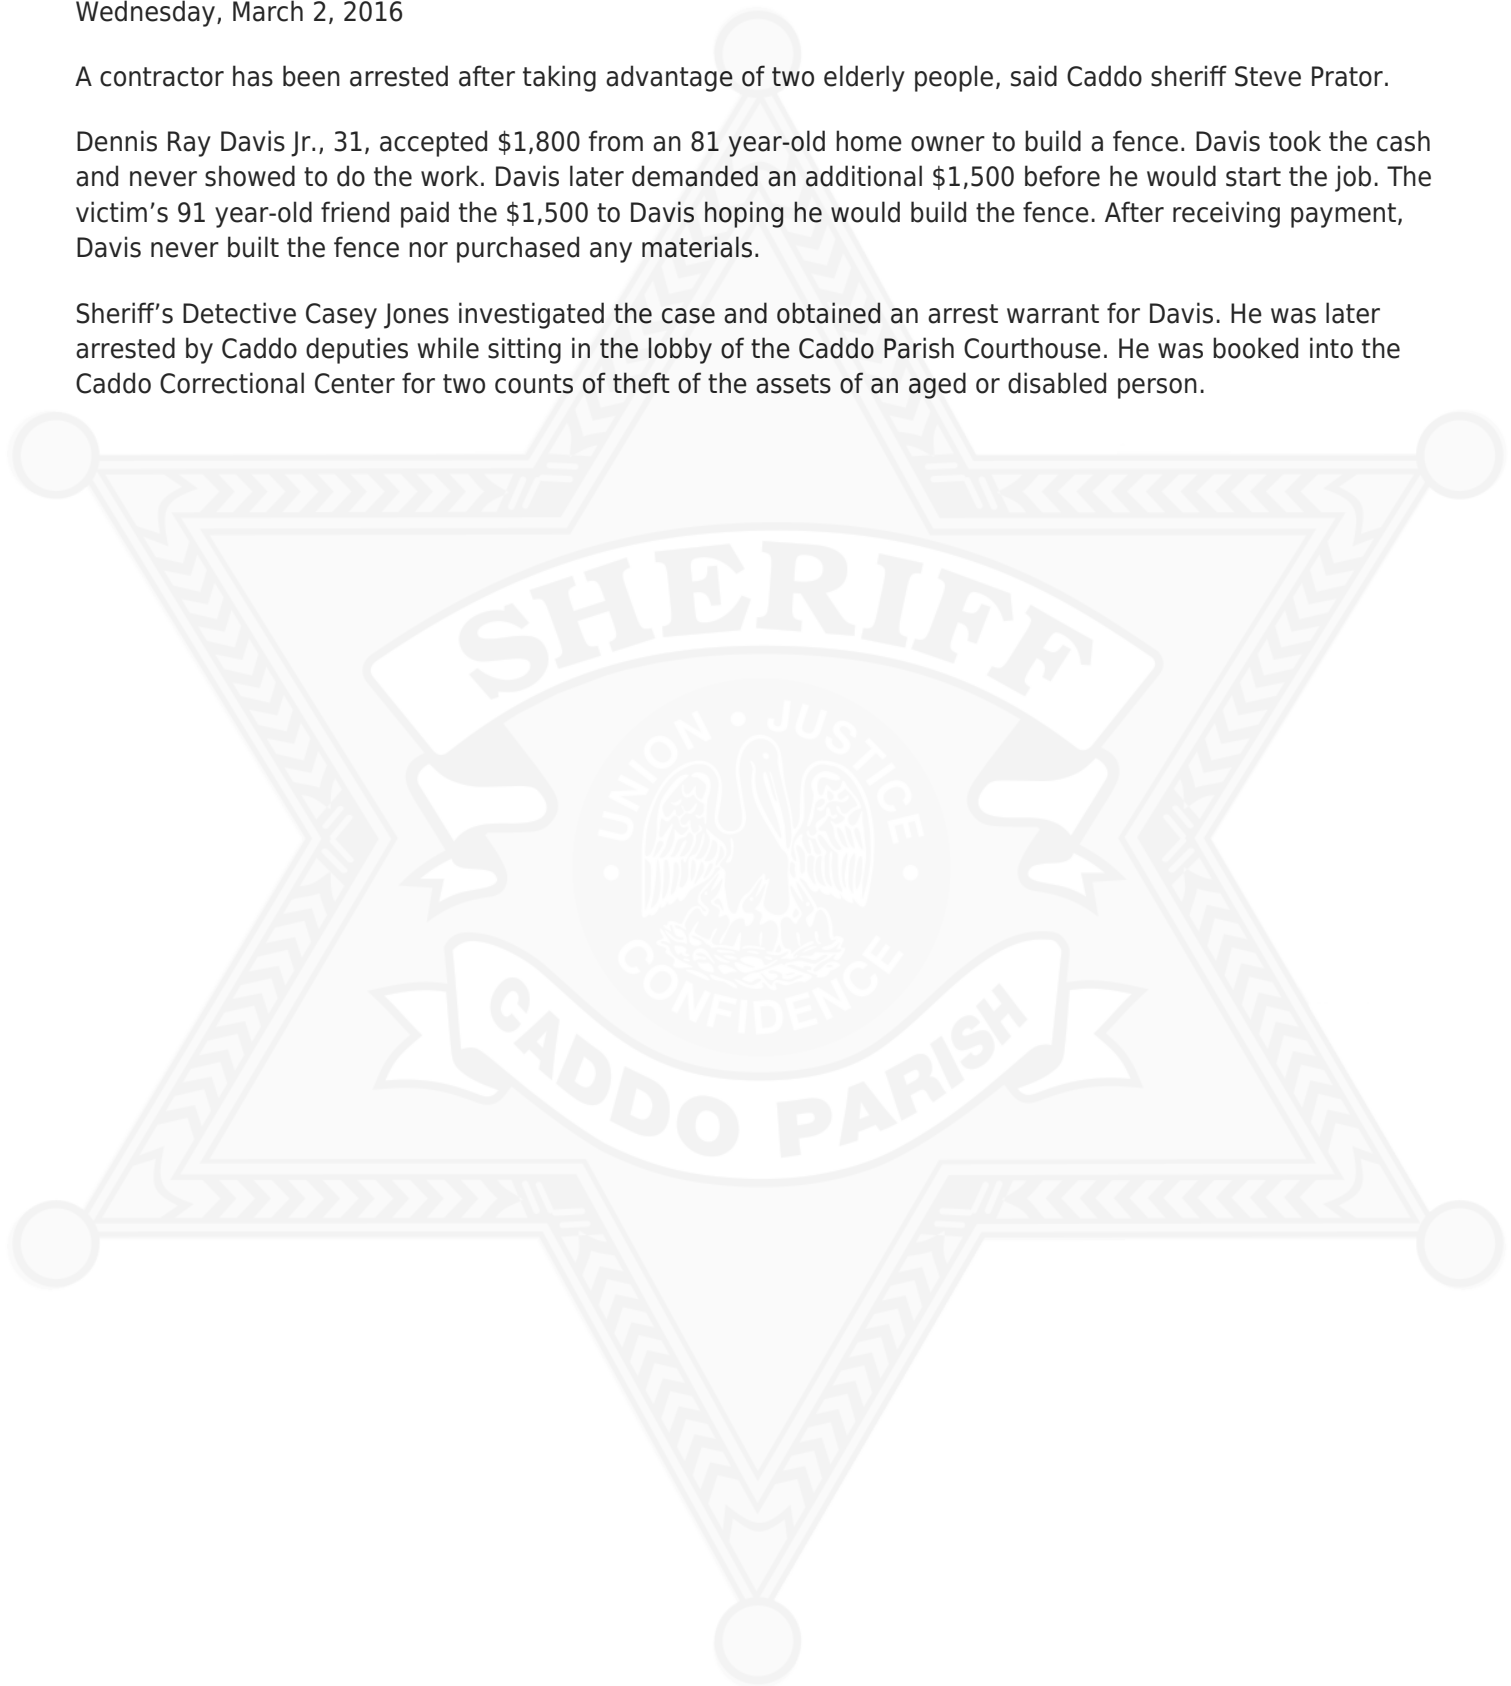 Wednesday, March 2, 2016
A contractor has been arrested after taking advantage of two elderly people, said Caddo sheriff Steve Prator.
Dennis Ray Davis Jr., 31, accepted $1,800 from an 81 year-old home owner to build a fence. Davis took the cash
and never showed to do the work. Davis later demanded an additional $1,500 before he would start the job. The
victim’s 91 year-old friend paid the $1,500 to Davis hoping he would build the fence. After receiving payment,
Davis never built the fence nor purchased any materials.
Sheriff’s Detective Casey Jones investigated the case and obtained an arrest warrant for Davis. He was later
arrested by Caddo deputies while sitting in the lobby of the Caddo Parish Courthouse. He was booked into the
Caddo Correctional Center for two counts of theft of the assets of an aged or disabled person.
SHERIFF
UNION • JUSTICE
• CONFIDENCE •
CADDO PARISH